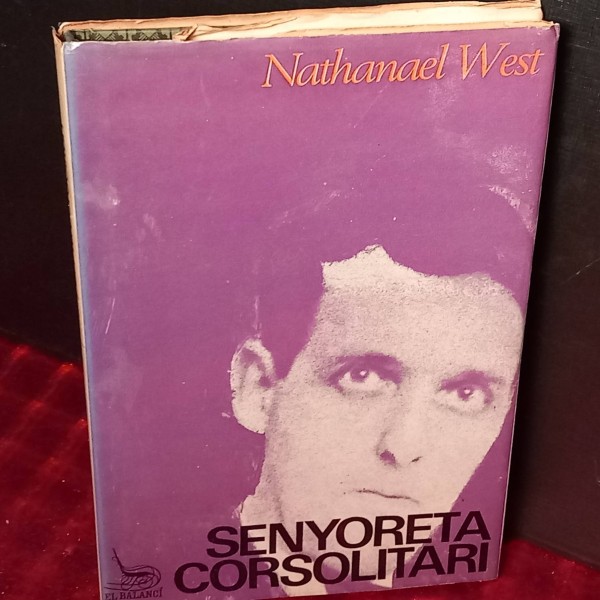 Nathanael West
SENYORETA
CORSOLITARI
EL BALANCÍ